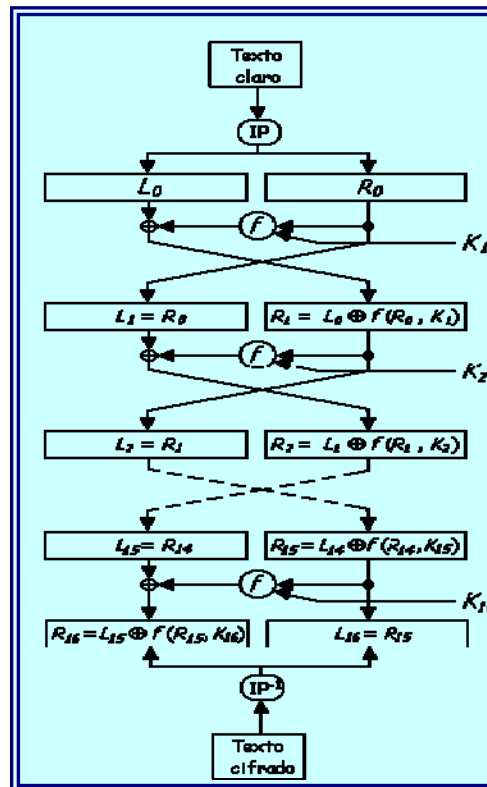 Texto
claro
IP
L₀ R₀
f
K₁
L₁ = R₀ R₁ = L₀ ⊕ f(R₀ , K₁)
f
K₂
L₂ = R₁ R₂ = L₁ ⊕ f(R₁ , K₂)
L₁₅ = R₁₄ R₁₅ = L₁₄ ⊕ f(R₁₄, K₁₅)
f
R₁₆ = L₁₅ ⊕ f(R₁₅, K₁₆) L₁₆ = R₁₅
IP⁻¹
Texto
cifrado